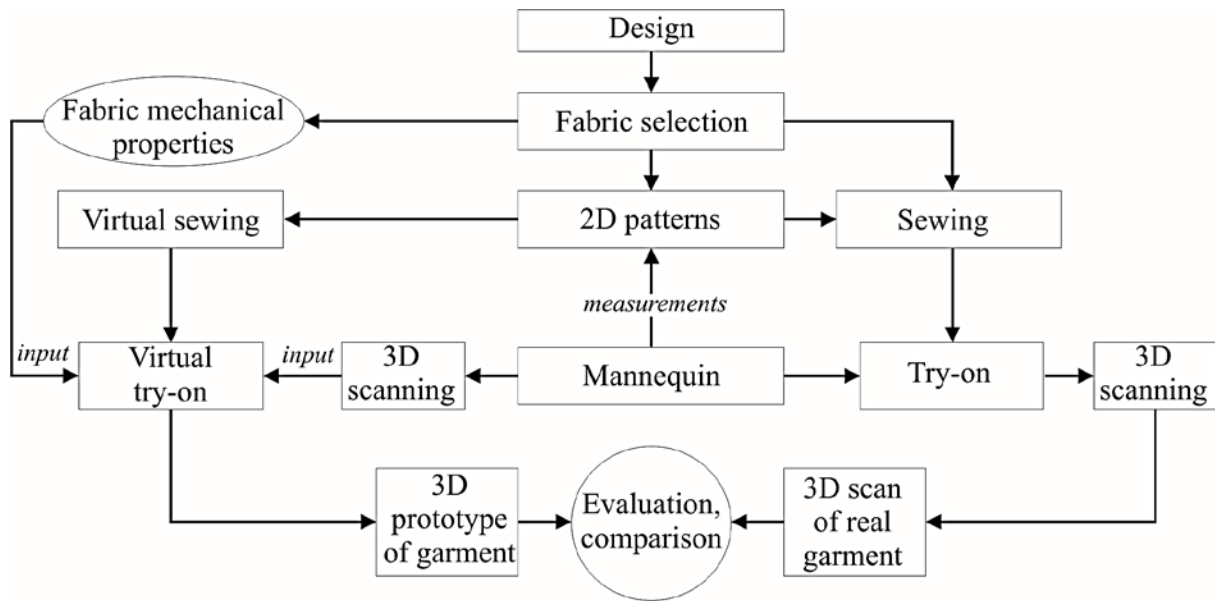 Design
Fabric mechanical
properties
Fabric selection
Virtual sewing
2D patterns
Sewing
measurements
input
Virtual
try-on
input
3D
scanning
Mannequin
Try-on
3D
scanning
3D
prototype
of garment
Evaluation,
comparison
3D scan
of real
garment